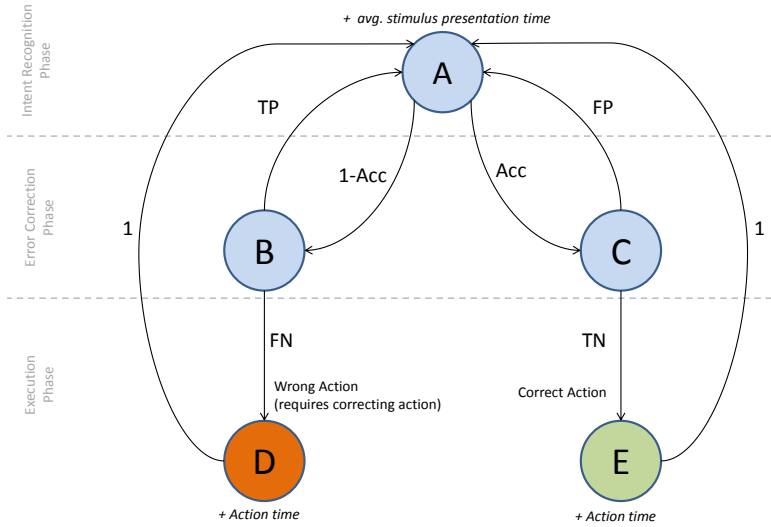 + avg. stimulus presentation time
Intent Recognition
Phase
A
TP
FP
1-Acc
Acc
Error Correction
Phase
1
B
C
1
FN
TN
Execution
Phase
Wrong Action
(requires correcting action)
Correct Action
D
E
+ Action time
+ Action time